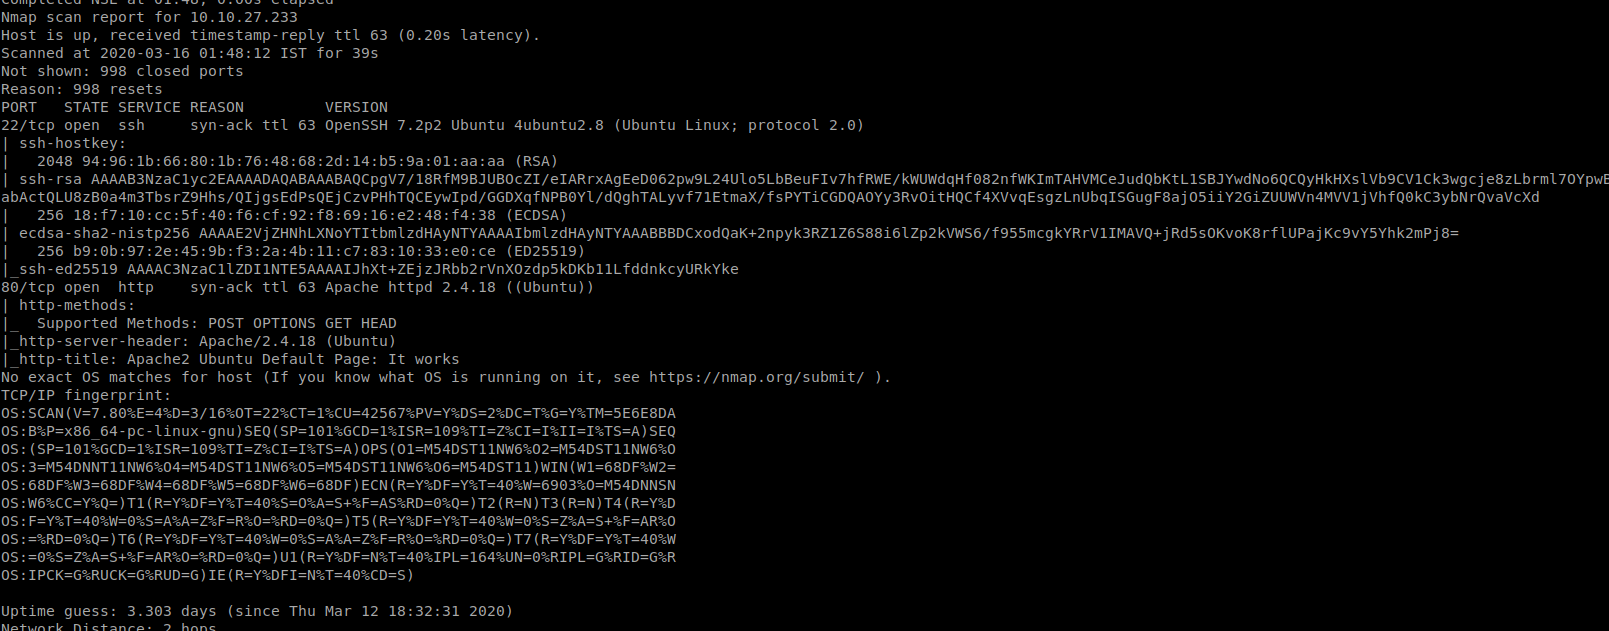 Completed NSE at 01:48, 0.00s elapsed
Nmap scan report for 10.10.27.233
Host is up, received timestamp-reply ttl 63 (0.20s latency).
Scanned at 2020-03-16 01:48:12 IST for 39s
Not shown: 998 closed ports
Reason: 998 resets
PORT   STATE SERVICE REASON         VERSION
22/tcp open  ssh     syn-ack ttl 63 OpenSSH 7.2p2 Ubuntu 4ubuntu2.8 (Ubuntu Linux; protocol 2.0)
| ssh-hostkey:
|   2048 94:96:1b:66:80:1b:76:48:68:2d:14:b5:9a:01:aa:aa (RSA)
| ssh-rsa AAAAB3NzaC1yc2EAAAADAQABAAABAQCpgV7/18RfM9BJUBOcZI/eIARrxAgEeD062pw9L24Ulo5LbBeuFIv7hfRWE/kWUWdqHf082nfWKImTAHVMCeJudQbKtL1SBJYwdNo6QCQyHkHXslVb9CV1Ck3wgcje8zLbrml7OYpwB
abActQLU8zB0a4m3TbsrZ9Hhs/QIjgsEdPsQEjCzvPHhTQCEywIpd/GGDXqfNPB0Yl/dQghTALyvf71EtmaX/fsPYTiCGDQAOYy3RvOitHQCf4XVvqEsgzLnUbqISGugF8ajO5iiY2GiZUUWVn4MVV1jVhfQ0kC3ybNrQvaVcXd
|   256 18:f7:10:cc:5f:40:f6:cf:92:f8:69:16:e2:48:f4:38 (ECDSA)
| ecdsa-sha2-nistp256 AAAAE2VjZHNhLXNoYTItbmlzdHAyNTYAAAAIbmlzdHAyNTYAAABBBDCxodQaK+2npyk3RZ1Z6S88i6lZp2kVWS6/f955mcgkYRrV1IMAVQ+jRd5sOKvoK8rflUPajKc9vY5Yhk2mPj8=
|   256 b9:0b:97:2e:45:9b:f3:2a:4b:11:c7:83:10:33:e0:ce (ED25519)
|_ssh-ed25519 AAAAC3NzaC1lZDI1NTE5AAAAIJhXt+ZEjzJRbb2rVnXOzdp5kDKb11LfddnkcyURkYke
80/tcp open  http    syn-ack ttl 63 Apache httpd 2.4.18 ((Ubuntu))
| http-methods:
|_  Supported Methods: POST OPTIONS GET HEAD
|_http-server-header: Apache/2.4.18 (Ubuntu)
|_http-title: Apache2 Ubuntu Default Page: It works
No exact OS matches for host (If you know what OS is running on it, see https://nmap.org/submit/ ).
TCP/IP fingerprint:
OS:SCAN(V=7.80%E=4%D=3/16%OT=22%CT=1%CU=42567%PV=Y%DS=2%DC=T%G=Y%TM=5E6E8DA
OS:B%P=x86_64-pc-linux-gnu)SEQ(SP=101%GCD=1%ISR=109%TI=Z%CI=I%II=I%TS=A)SEQ
OS:(SP=101%GCD=1%ISR=109%TI=Z%CI=I%TS=A)OPS(O1=M54DST11NW6%O2=M54DST11NW6%O
OS:3=M54DNNT11NW6%O4=M54DST11NW6%O5=M54DST11NW6%O6=M54DST11)WIN(W1=68DF%W2=
OS:68DF%W3=68DF%W4=68DF%W5=68DF%W6=68DF)ECN(R=Y%DF=Y%T=40%W=6903%O=M54DNNSN
OS:W6%CC=Y%Q=)T1(R=Y%DF=Y%T=40%S=O%A=S+%F=AS%RD=0%Q=)T2(R=N)T3(R=N)T4(R=Y%D
OS:F=Y%T=40%W=0%S=A%A=Z%F=R%O=%RD=0%Q=)T5(R=Y%DF=Y%T=40%W=0%S=Z%A=S+%F=AR%O
OS:=%RD=0%Q=)T6(R=Y%DF=Y%T=40%W=0%S=A%A=Z%F=R%O=%RD=0%Q=)T7(R=Y%DF=Y%T=40%W
OS:=0%S=Z%A=S+%F=AR%O=%RD=0%Q=)U1(R=Y%DF=N%T=40%IPL=164%UN=0%RIPL=G%RID=G%R
OS:IPCK=G%RUCK=G%RUD=G)IE(R=Y%DFI=N%T=40%CD=S)
Uptime guess: 3.303 days (since Thu Mar 12 18:32:31 2020)
Network Distance: 2 hops